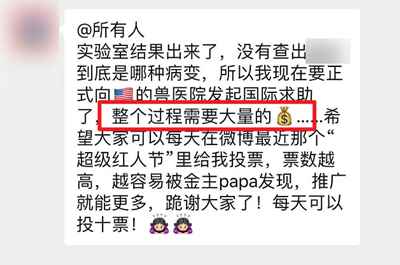 @所有人
实验室结果出来了，没有查出
到底是哪种病变，所以我现在要正
式向🇺🇸的兽医院发起国际求助
了，整个过程需要大量的💰……希
望大家可以每天在微博最近那个“
超级红人节”里给我投票，票数越
高，越容易被金主papa发现，推广
就能更多，跪谢大家了！每天可以
投十票！🙇‍♀️🙇‍♀️